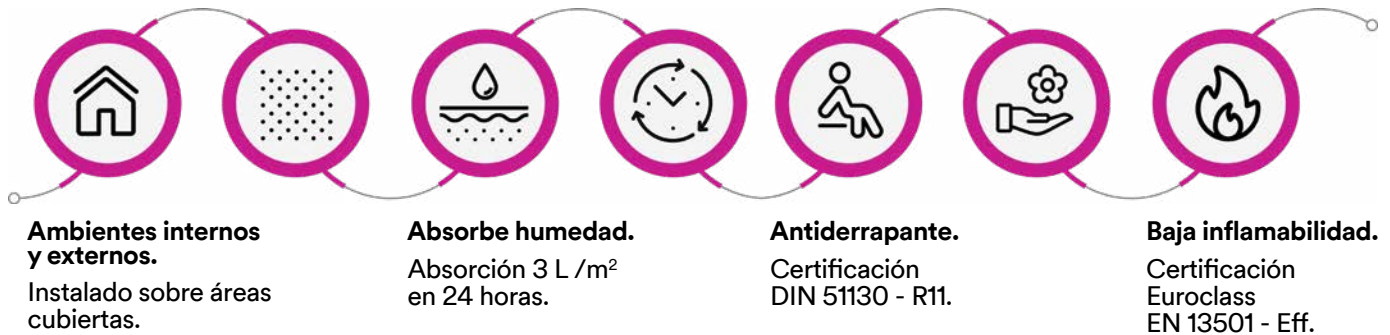 Ambientes internos
y externos.
Instalado sobre áreas
cubiertas.
Absorbe humedad.
Absorción 3 L /m²
en 24 horas.
Antiderrapante.
Certificación
DIN 51130 - R11.
Baja inflamabilidad.
Certificación
Euroclass
EN 13501 - Eff.